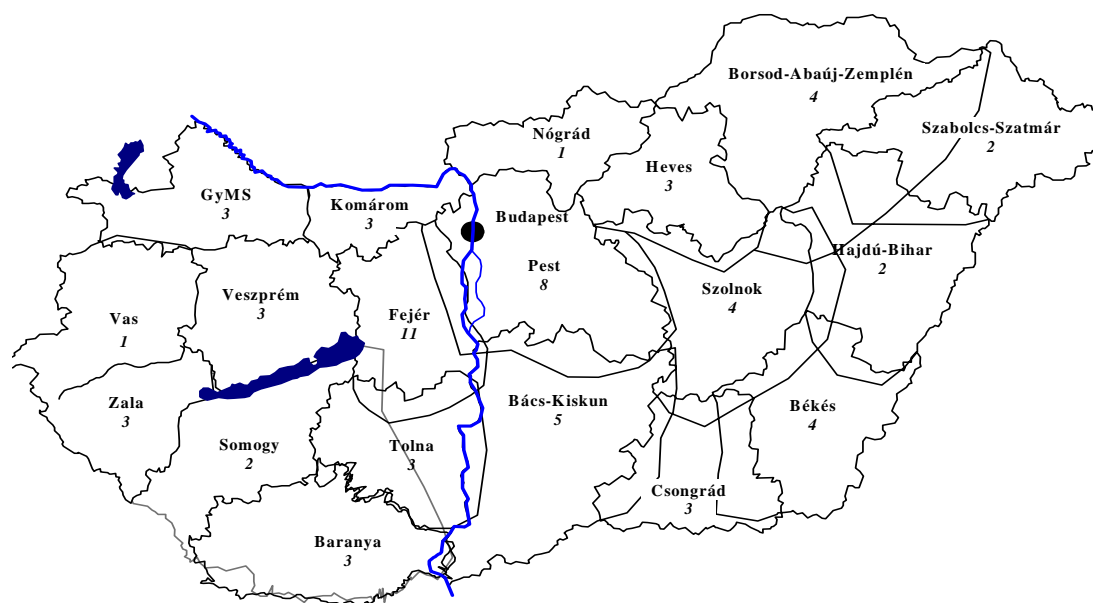 Borsod-Abaúj-Zemplén
4
Szabolcs-Szatmár
2
Nógrád
1
Heves
3
GyMS
3
Komárom
3
Budapest
Pest
8
Hajdú-Bihar
2
Szolnok
4
Veszprém
3
Fejér
11
Vas
1
Zala
3
Bács-Kiskun
5
Békés
4
Somogy
2
Tolna
3
Csongrád
3
Baranya
3